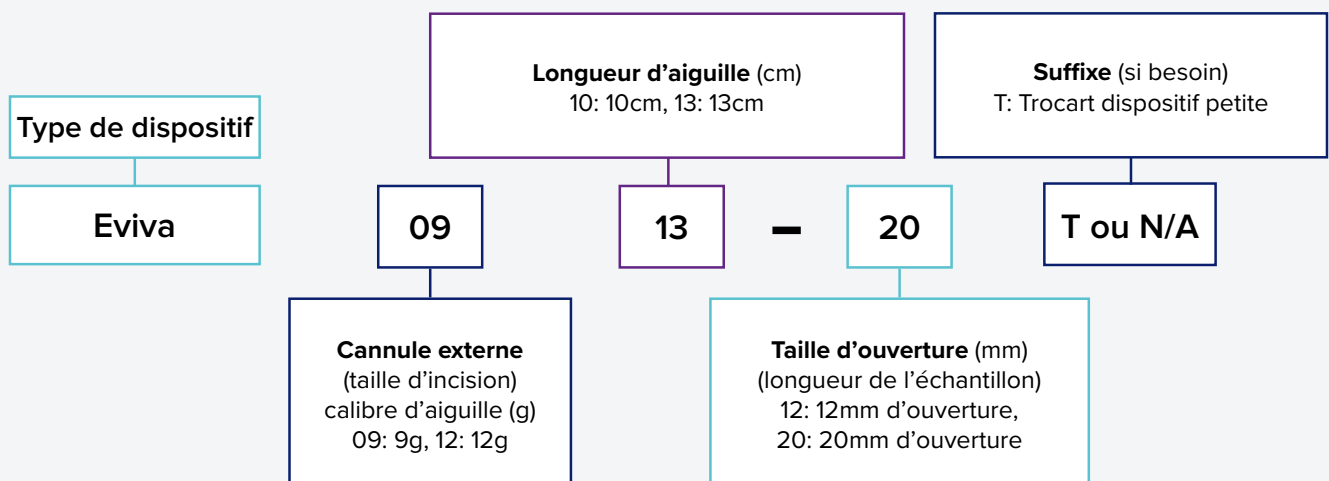 Longueur d'aiguille (cm)
10: 10cm, 13: 13cm
Suffixe (si besoin)
T: Trocart dispositif petite
Type de dispositif
Eviva
09
13
–
20
T ou N/A
Cannule externe
(taille d'incision)
calibre d'aiguille (g)
09: 9g, 12: 12g
Taille d'ouverture (mm)
(longueur de l'échantillon)
12: 12mm d'ouverture,
20: 20mm d'ouverture